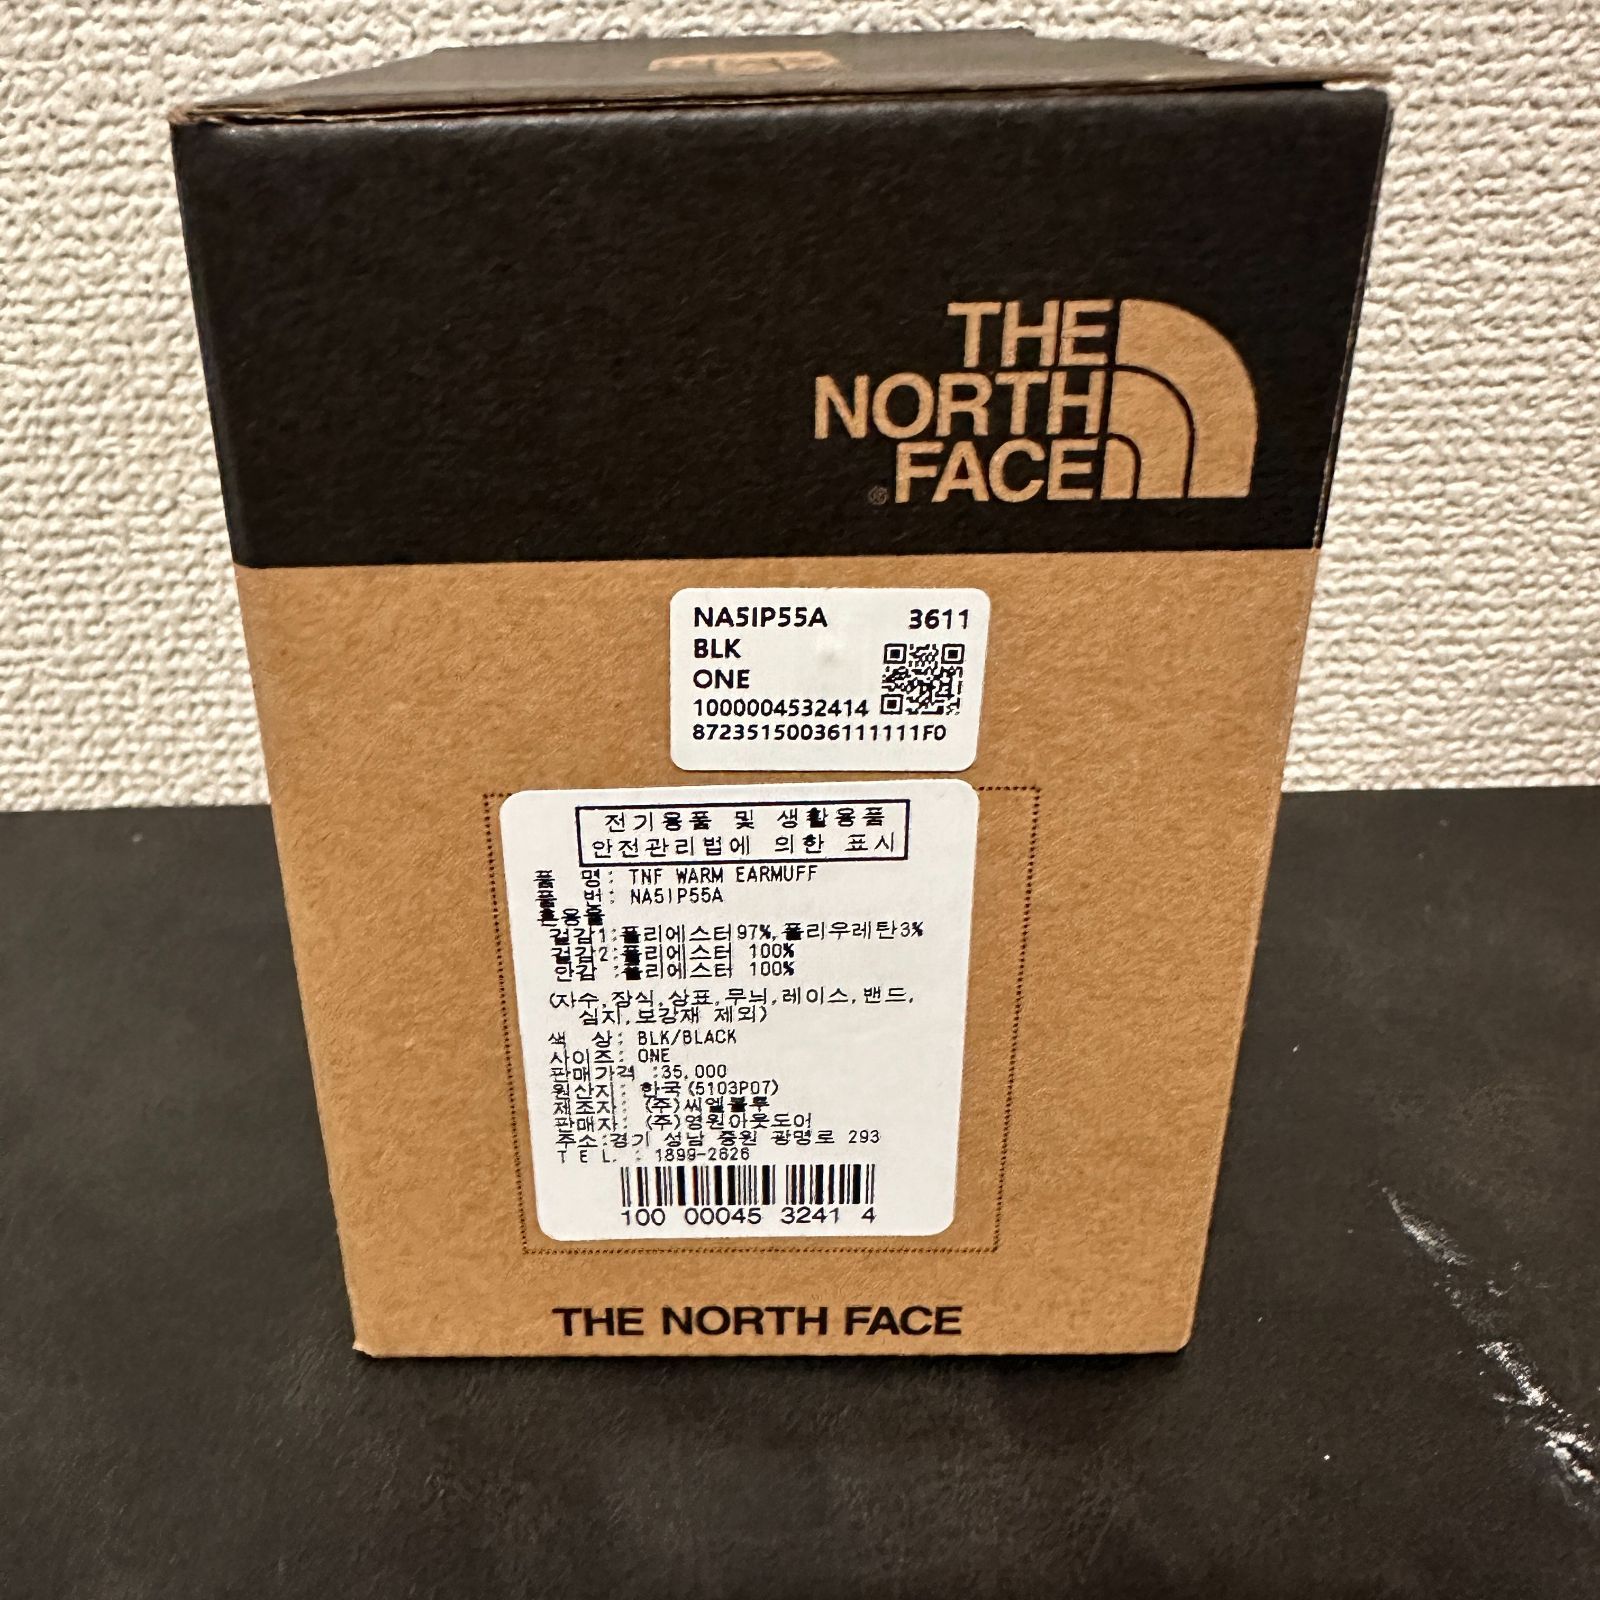 THE
NORTH
FACE
®
NA5IP55A 3611
BLK
ONE
1000004532414
87235150036111111F0
전기용품 및 생활용품
안전관리법에 의한 표시
품 명: TNF WARM EARMUFF
품 번: NA5IP55A
혼용율
겉감1:폴리에스터97%,폴리우레탄3%
겉감2:폴리에스터 100%
안감 :폴리에스터 100%
(자수,장식,상표,무늬,레이스,밴드,
심지,보강재 제외)
색 상: BLK/BLACK
사이즈: ONE
판매가격 :35,000
원산지: 한국(5103P07)
제조자: (주)씨엘블루
판매자: (주)영원아웃도어
주소:경기 성남 중원 광명로 293
TEL. : 1899-2626
100 00045 3241 4
THE NORTH FACE